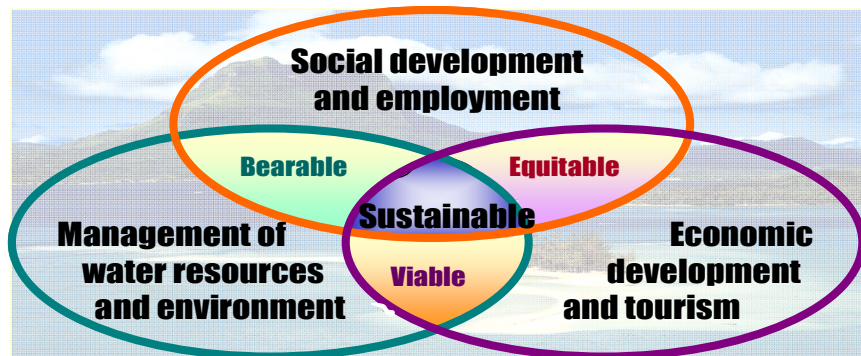 Social development
and employment
Bearable
Equitable
Sustainable
Management of
water resources
and environment
Viable
Economic
development
and tourism